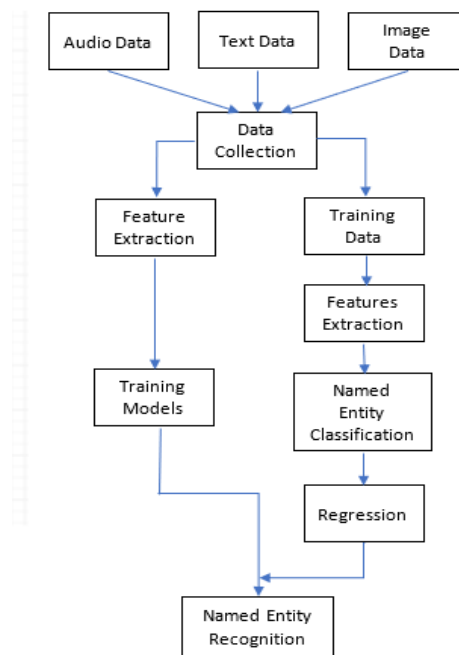 Audio Data
Text Data
Image
Data
Data
Collection
Feature
Extraction
Training
Data
Features
Extraction
Training
Models
Named
Entity
Classification
Regression
Named Entity
Recognition